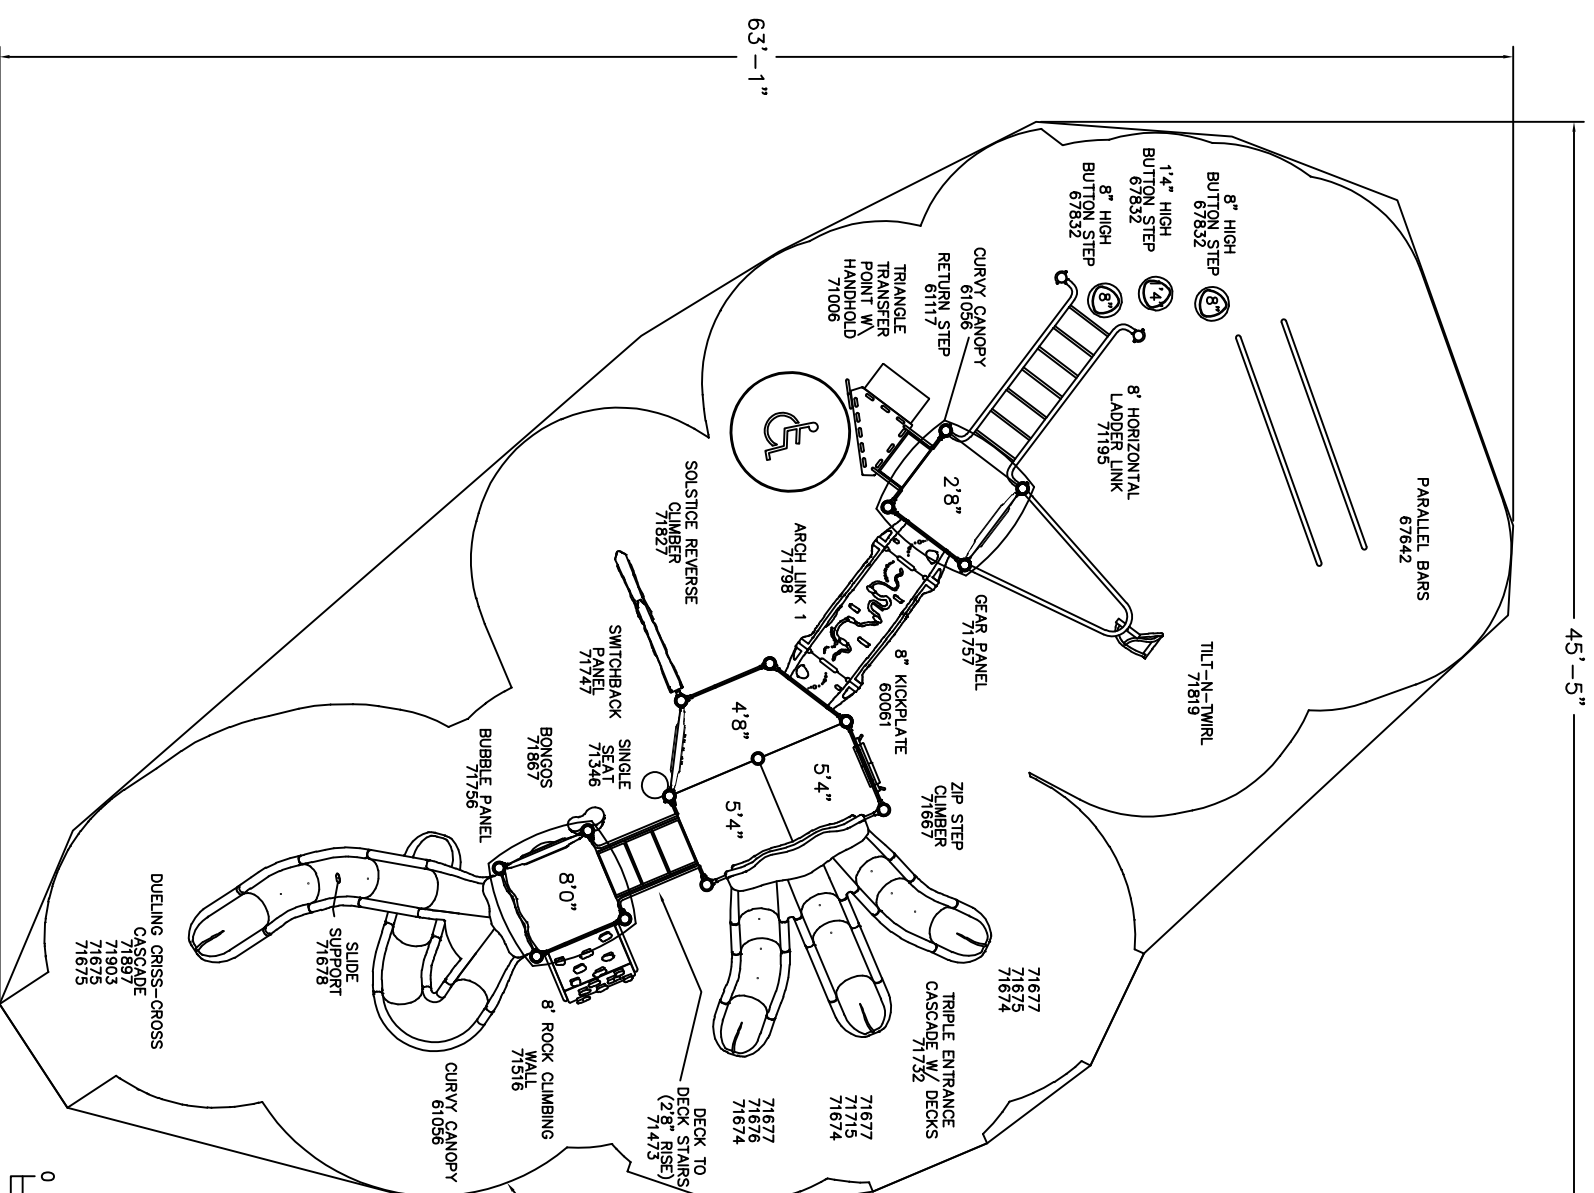 63'-1"
45'-5"
8" HIGH
BUTTON STEP
67832
1'4" HIGH
BUTTON STEP
67832
8" HIGH
BUTTON STEP
67832
8"
1'4"
8"
PARALLEL BARS
67642
8' HORIZONTAL
LADDER LINK
71195
CURVY CANOPY
61056
RETURN STEP
61117
TRIANGLE
TRANSFER
POINT W\
HANDHOLD
71006
2'8"
TILT-N-TWIRL
71819
GEAR PANEL
71757
8" KICKPLATE
60061
ARCH LINK 1
71798
SOLSTICE REVERSE
CLIMBER
71827
SWITCHBACK
PANEL
71747
4'8"
5'4"
5'4"
ZIP STEP
CLIMBER
71667
SINGLE
SEAT
71346
BONGOS
71867
BUBBLE PANEL
71756
8'0"
71677
71675
71674
TRIPLE ENTRANCE
CASCADE W/ DECKS
71732
71677
71715
71674
71677
71676
71674
DECK TO
DECK STAIRS
(2'8" RISE)
71473
8' ROCK CLIMBING
WALL
71516
CURVY CANOPY
61056
SLIDE
SUPPORT
71678
DUELING CRISS-CROSS
CASCADE
71897
71903
71675
71675
0